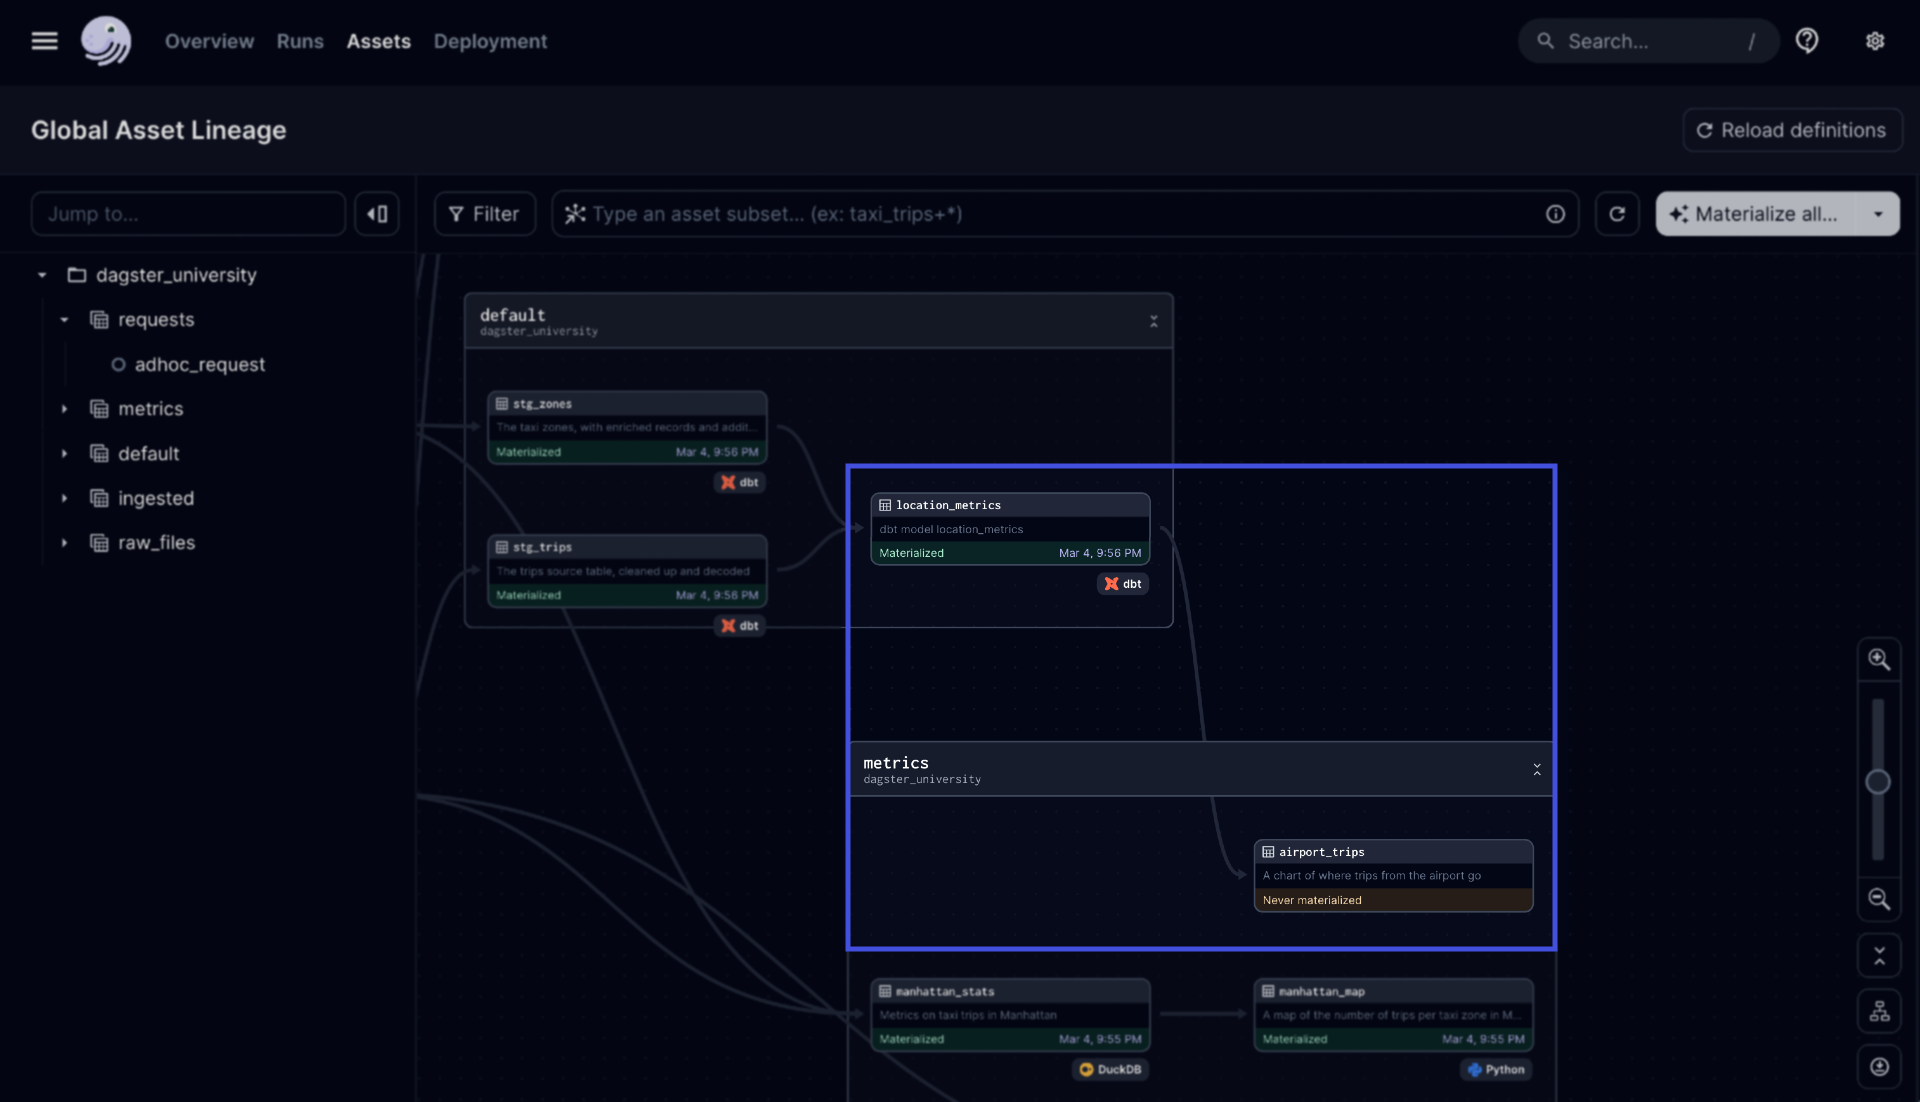 Overview Runs Assets Deployment
Search... /
Global Asset Lineage
Reload definitions
Jump to...
Filter
Type an asset subset... (ex: taxi_trips+*)
Materialize all...
dagster_university
requests
adhoc_request
metrics
default
ingested
raw_files
default
dagster_university
stg_zones
The taxi zones, with enriched records and addit...
Materialized Mar 4, 9:56 PM
dbt
stg_trips
The trips source table, cleaned up and decoded
Materialized Mar 4, 9:56 PM
dbt
location_metrics
dbt model location_metrics
Materialized Mar 4, 9:56 PM
dbt
metrics
dagster_university
airport_trips
A chart of where trips from the airport go
Never materialized
manhattan_stats
Metrics on taxi trips in Manhattan
Materialized Mar 4, 9:55 PM
DuckDB
manhattan_map
A map of the number of trips per taxi zone in M...
Materialized Mar 4, 9:55 PM
Python